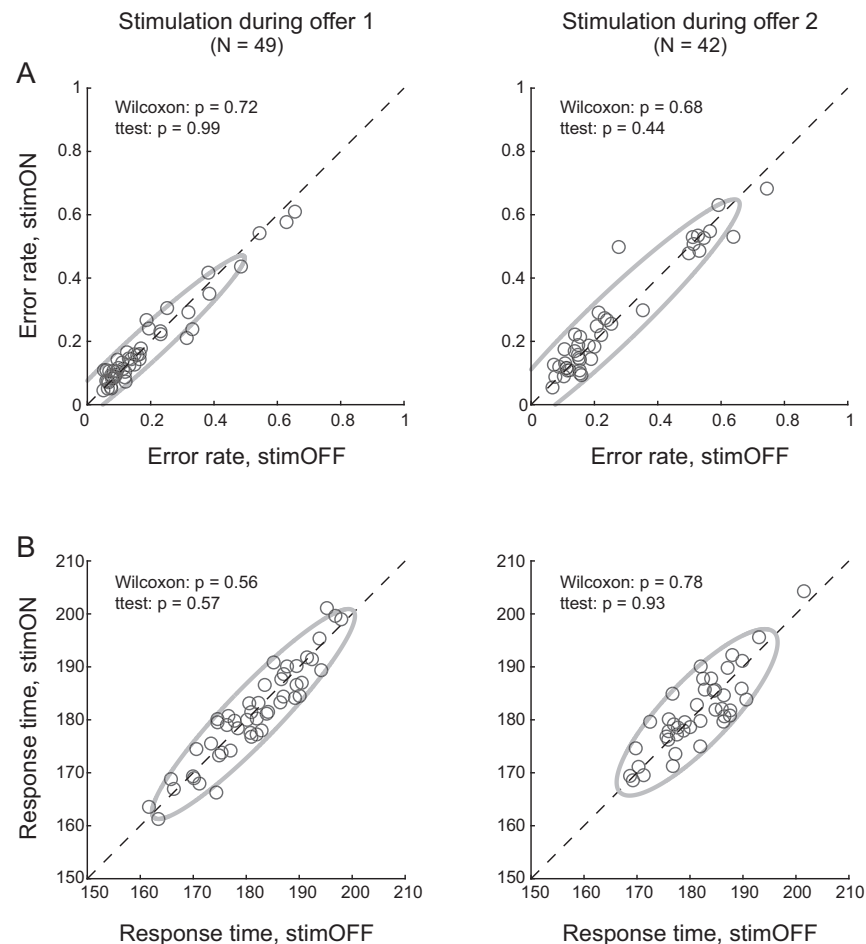 Stimulation during offer 1
(N = 49)
Stimulation during offer 2
(N = 42)
A
Wilcoxon: p = 0.72
ttest: p = 0.99
1
0.8
0.6
0.4
0.2
0
Error rate, stimON
0 0.2 0.4 0.6 0.8 1
Error rate, stimOFF
Wilcoxon: p = 0.68
ttest: p = 0.44
1
0.8
0.6
0.4
0.2
0
0 0.2 0.4 0.6 0.8 1
Error rate, stimOFF
B
Wilcoxon: p = 0.56
ttest: p = 0.57
210
200
190
180
170
160
150
Response time, stimON
150 160 170 180 190 200 210
Response time, stimOFF
Wilcoxon: p = 0.78
ttest: p = 0.93
210
200
190
180
170
160
150
150 160 170 180 190 200 210
Response time, stimOFF